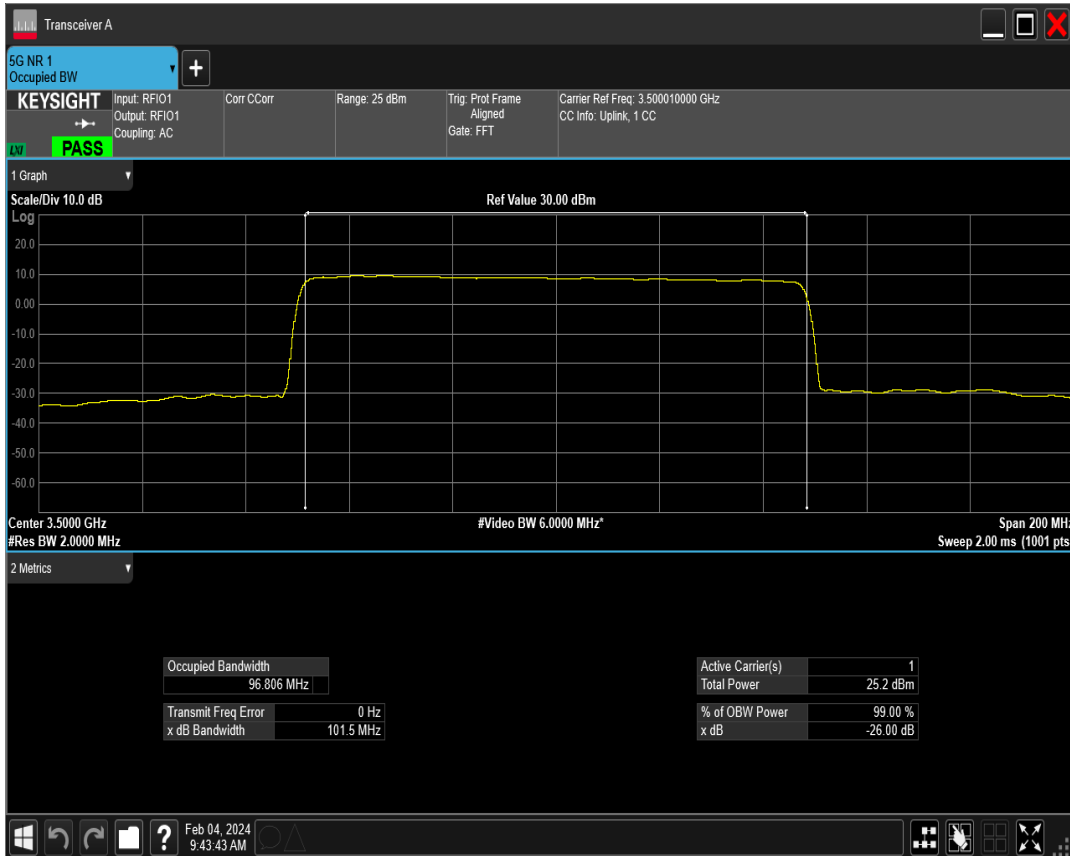 Transceiver A
5G NR 1
Occupied BW
+
KEYSIGHT
LXI
PASS
Input: RFIO1
Output: RFIO1
Coupling: AC
Corr CCorr
Range: 25 dBm
Trig: Prot Frame
Aligned
Gate: FFT
Carrier Ref Freq: 3.500010000 GHz
CC Info: Uplink, 1 CC
1 Graph
Scale/Div 10.0 dB
Ref Value 30.00 dBm
Log
20.0
10.0
0.00
-10.0
-20.0
-30.0
-40.0
-50.0
-60.0
Center 3.5000 GHz
#Video BW 6.0000 MHz*
Span 200 MHz
#Res BW 2.0000 MHz
Sweep 2.00 ms (1001 pts
2 Metrics
Occupied Bandwidth
96.806 MHz
Transmit Freq Error 0 Hz
x dB Bandwidth 101.5 MHz
Active Carrier(s) 1
Total Power 25.2 dBm
% of OBW Power 99.00 %
x dB -26.00 dB
?
Feb 04, 2024
9:43:43 AM